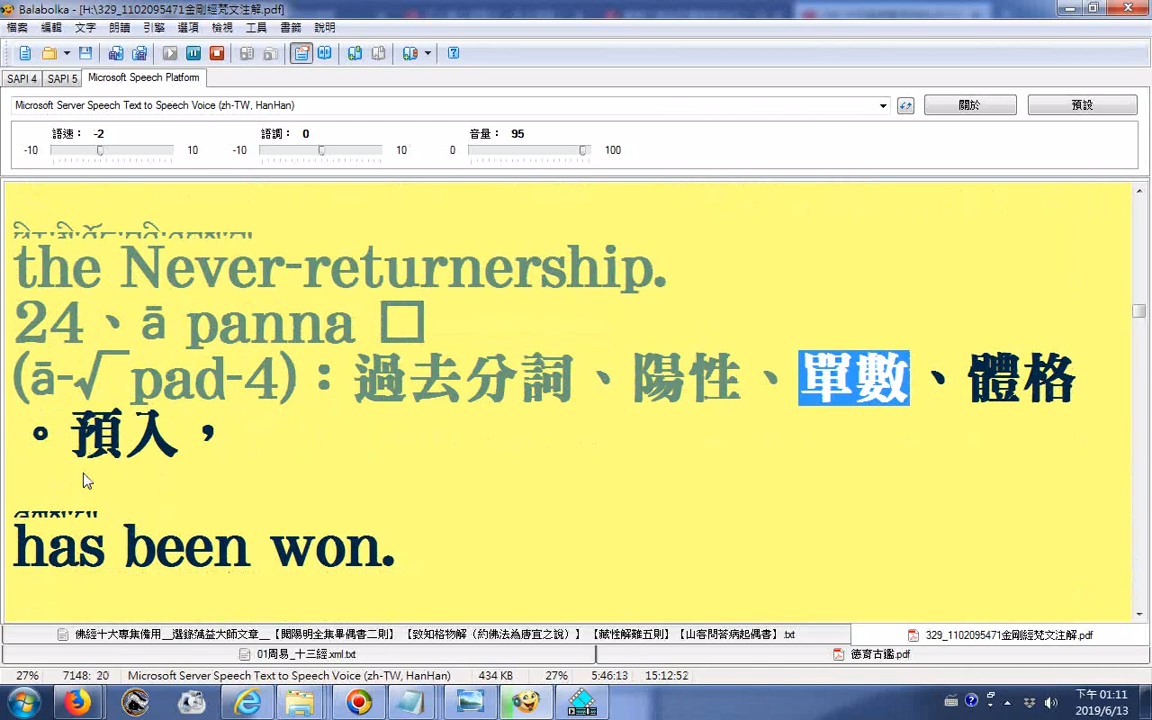 Balabolka - [H:\329_1102095471金剛經梵文注解.pdf]
檔案 編輯 文字 朗讀 引擎 選項 檢視 工具 書籤 說明
SAPI 4 SAPI 5 Microsoft Speech Platform
Microsoft Server Speech Text to Speech Voice (zh-TW, HanHan) 關於 預設
語速： -2 語調： 0 音量： 95
-10 10 -10 10 0 100
the Never-returnership.
24、ā panna □
(ā-√ pad-4)：過去分詞、陽性、單數、體格
。預入，
has been won.
佛經十大專集備用__選錄蕅益大師文章__【閱陽明全集畢偶書二則】【致知格物解（約佛法為唐宜之說）】【藏性解難五則】【山客問答病起偶書】.txt 329_1102095471金剛經梵文注解.pdf
01周易_十三經.xml.txt 德育古鑑.pdf
27% 7148: 20 Microsoft Server Speech Text to Speech Voice (zh-TW, HanHan) 434 KB 27% 5:46:13 15:12:52
下午 01:11
2019/6/13